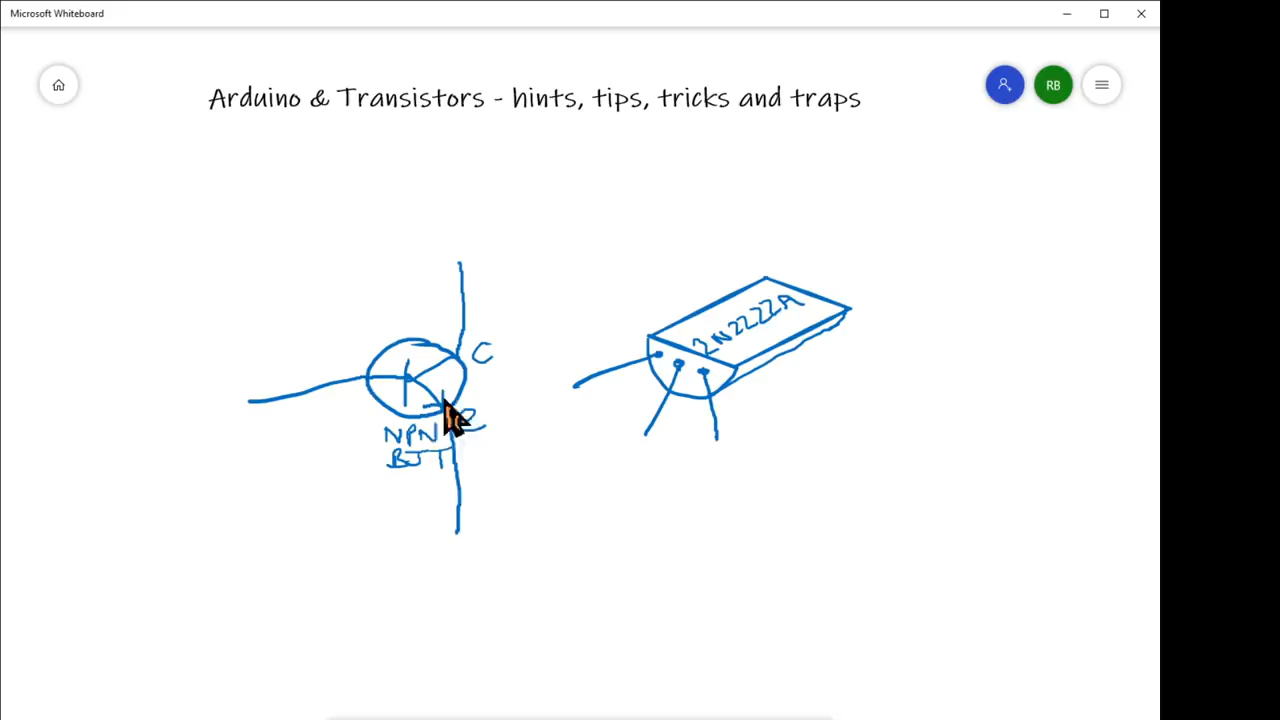 Microsoft Whiteboard
RB
Arduino & Transistors - hints, tips, tricks and traps
2N2222A
C
e
NPN
BJT